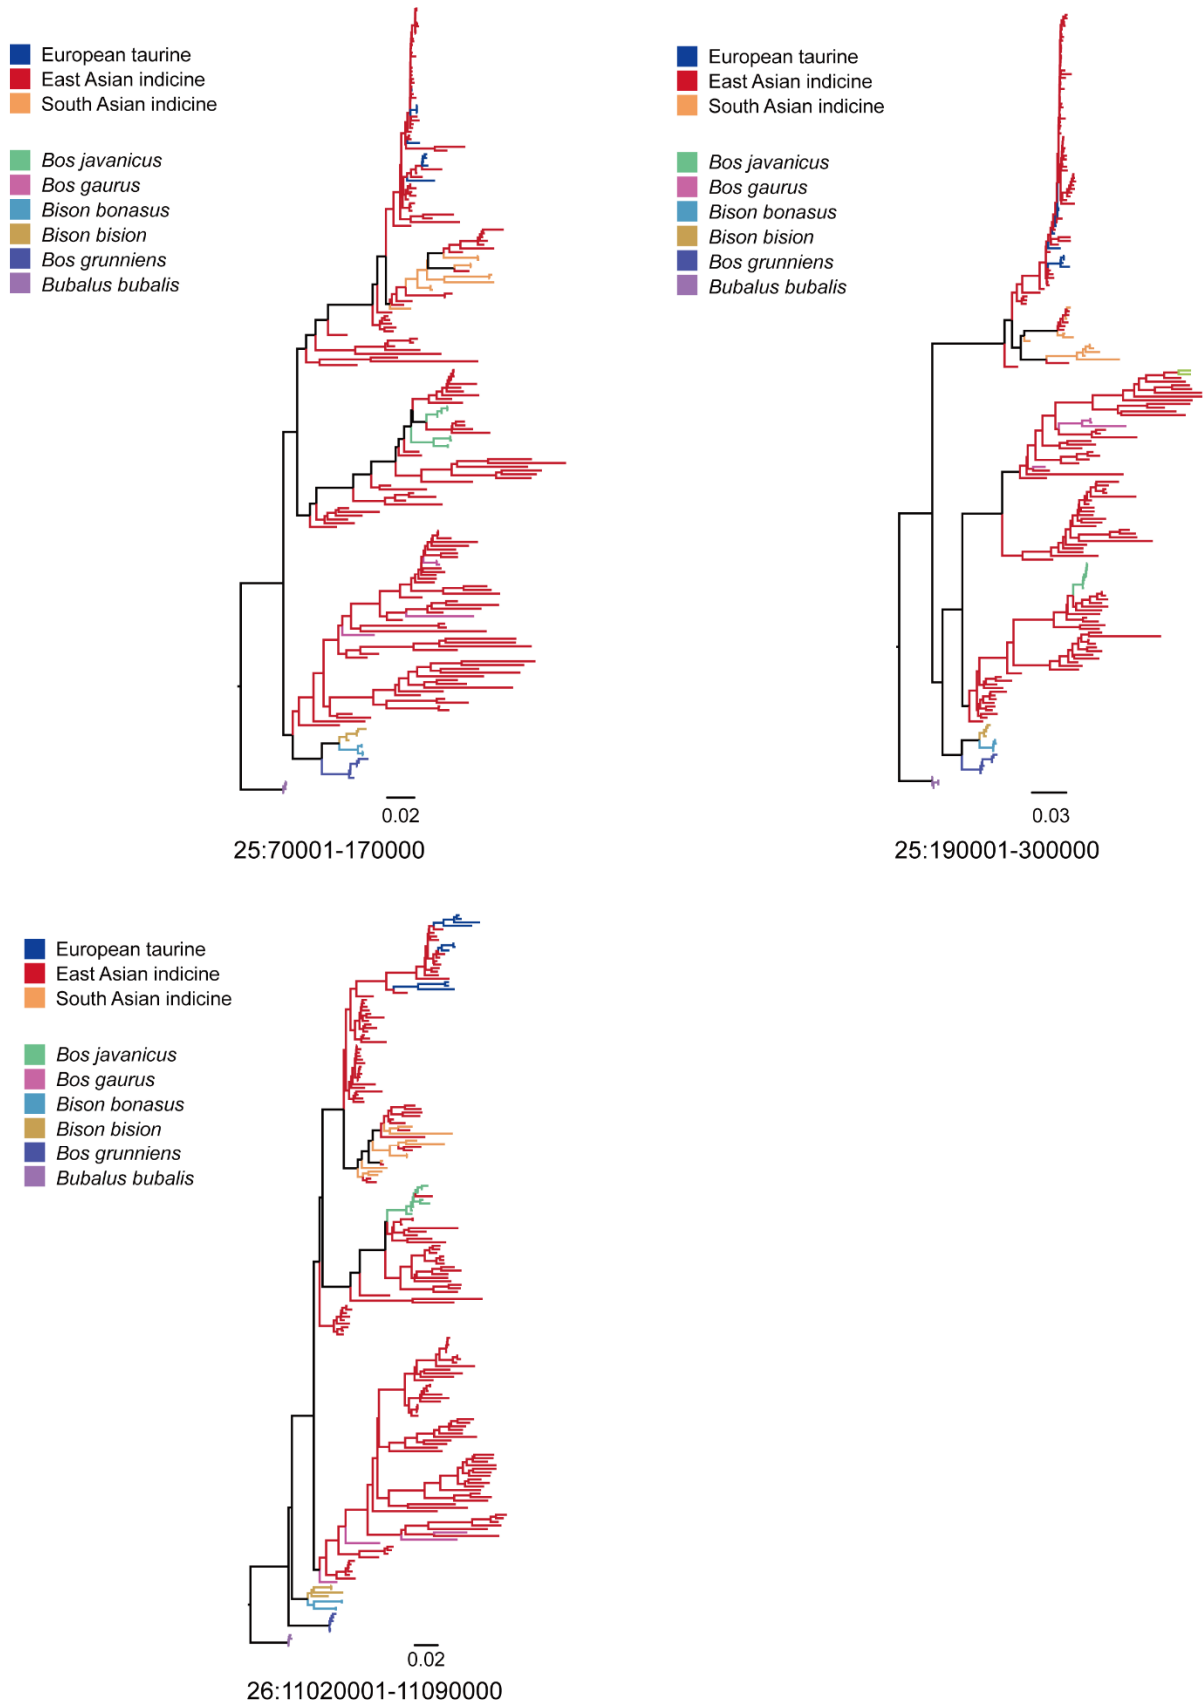 European taurine
East Asian indicine
South Asian indicine
Bos javanicus
Bos gaurus
Bison bonasus
Bison bision
Bos grunniens
Bubalus bubalis
0.02
25:70001-170000
European taurine
East Asian indicine
South Asian indicine
Bos javanicus
Bos gaurus
Bison bonasus
Bison bision
Bos grunniens
Bubalus bubalis
0.03
25:190001-300000
European taurine
East Asian indicine
South Asian indicine
Bos javanicus
Bos gaurus
Bison bonasus
Bison bision
Bos grunniens
Bubalus bubalis
0.02
26:11020001-11090000